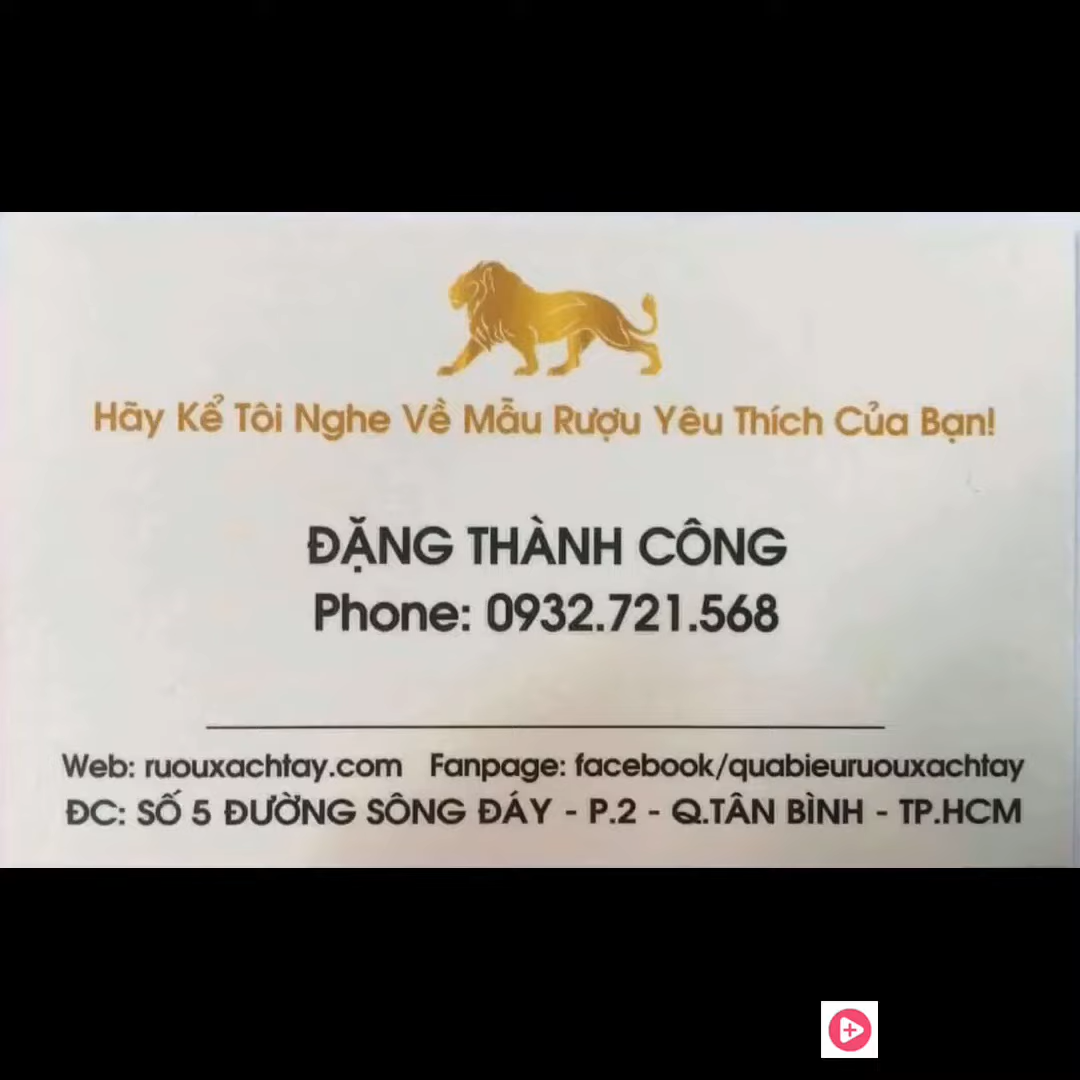 Hãy Kể Tôi Nghe Về Mẫu Rượu Yêu Thích Của Bạn!
ĐẶNG THÀNH CÔNG
Phone: 0932.721.568
Web: ruouxachtay.com Fanpage: facebook/quabieuruouxachtay
ĐC: SỐ 5 ĐƯỜNG SÔNG ĐÁY - P.2 - Q.TÂN BÌNH - TP.HCM